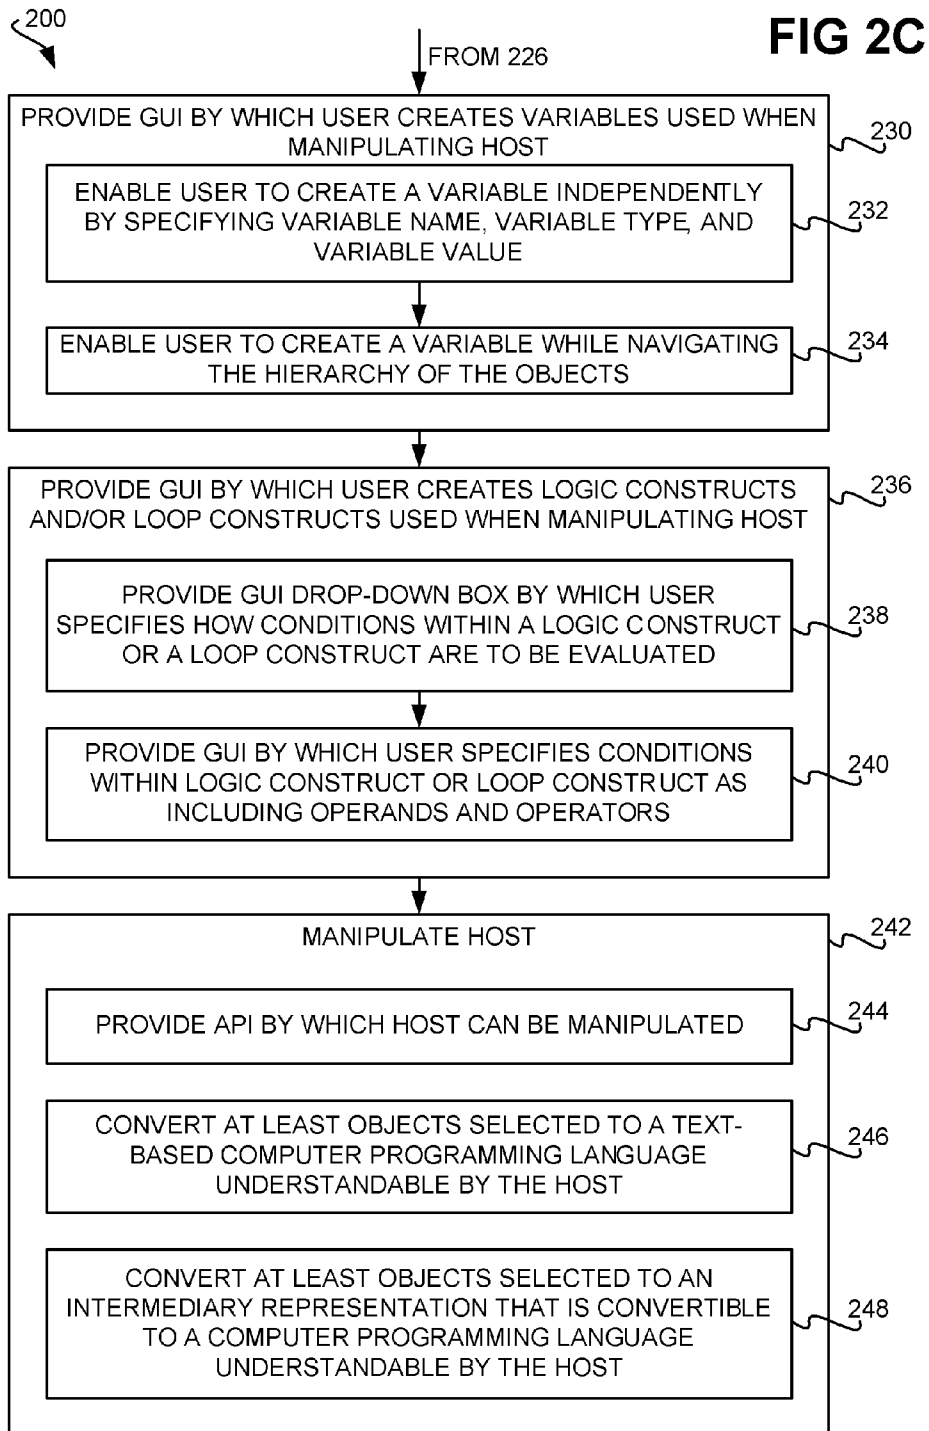 200
FIG 2C
FROM 226
PROVIDE GUI BY WHICH USER CREATES VARIABLES USED WHEN
MANIPULATING HOST
230
ENABLE USER TO CREATE A VARIABLE INDEPENDENTLY
BY SPECIFYING VARIABLE NAME, VARIABLE TYPE, AND
VARIABLE VALUE
232
ENABLE USER TO CREATE A VARIABLE WHILE NAVIGATING
THE HIERARCHY OF THE OBJECTS
234
PROVIDE GUI BY WHICH USER CREATES LOGIC CONSTRUCTS
AND/OR LOOP CONSTRUCTS USED WHEN MANIPULATING HOST
236
PROVIDE GUI DROP-DOWN BOX BY WHICH USER
SPECIFIES HOW CONDITIONS WITHIN A LOGIC CONSTRUCT
OR A LOOP CONSTRUCT ARE TO BE EVALUATED
238
PROVIDE GUI BY WHICH USER SPECIFIES CONDITIONS
WITHIN LOGIC CONSTRUCT OR LOOP CONSTRUCT AS
INCLUDING OPERANDS AND OPERATORS
240
MANIPULATE HOST
242
PROVIDE API BY WHICH HOST CAN BE MANIPULATED
244
CONVERT AT LEAST OBJECTS SELECTED TO A TEXT-
BASED COMPUTER PROGRAMMING LANGUAGE
UNDERSTANDABLE BY THE HOST
246
CONVERT AT LEAST OBJECTS SELECTED TO AN
INTERMEDIARY REPRESENTATION THAT IS CONVERTIBLE
TO A COMPUTER PROGRAMMING LANGUAGE
UNDERSTANDABLE BY THE HOST
248